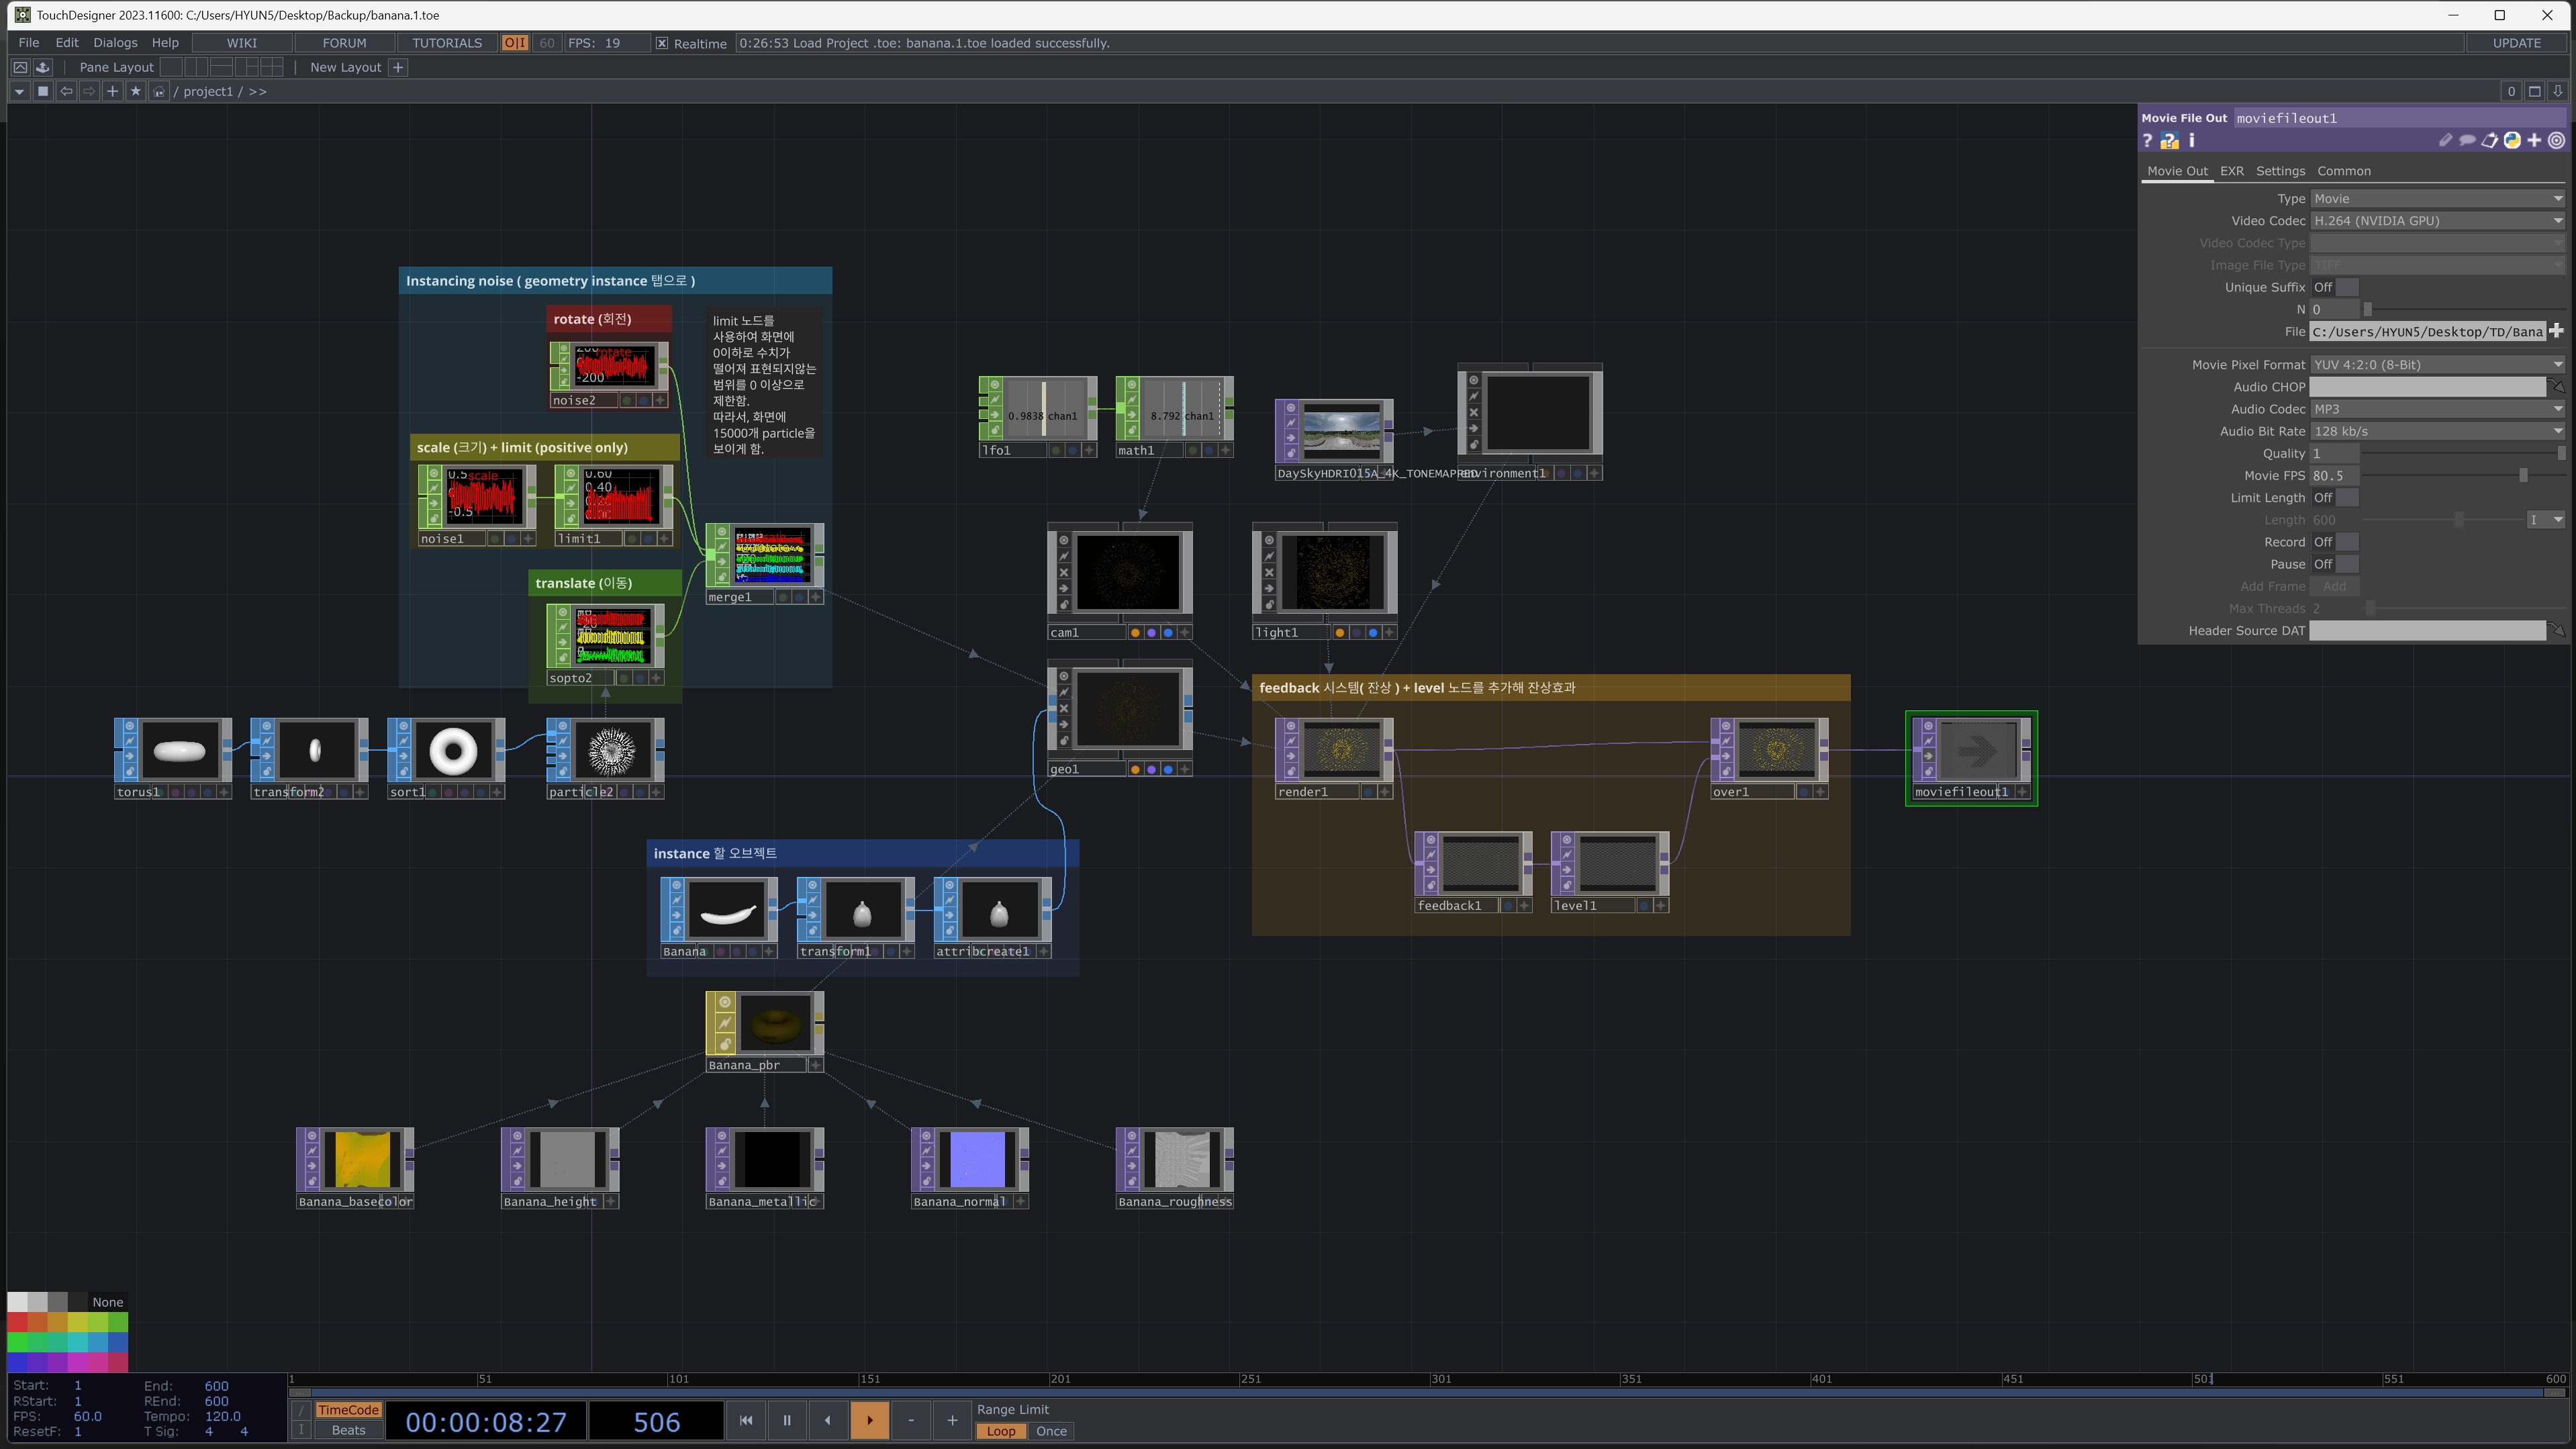 TouchDesigner 2023.11600: C:/Users/HYUN5/Desktop/Backup/banana.1.toe
File Edit Dialogs Help WIKI FORUM TUTORIALS O|I 60 FPS: 19 Realtime 0:26:53 Load Project .toe: banana.1.toe loaded successfully. UPDATE
Pane Layout New Layout +
/ project1 / >> 0
Movie File Out moviefileout1
Movie Out EXR Settings Common
Type Movie
Video Codec H.264 (NVIDIA GPU)
Video Codec Type
Image File Type TIFF
Unique Suffix Off
N 0
File C:/Users/HYUN5/Desktop/TD/Bana
Movie Pixel Format YUV 4:2:0 (8-Bit)
Audio CHOP
Audio Codec MP3
Audio Bit Rate 128 kb/s
Quality 1
Movie FPS 80.5
Limit Length Off
Length 600 I
Record Off
Pause Off
Add Frame Add
Max Threads 2
Header Source DAT
Instancing noise ( geometry instance 탭으로 )
rotate (회전)
rotate
-200
noise2
limit 노드를
사용하여 화면에
0이하로 수치가
떨어져 표현되지않는
범위를 0 이상으로
제한함.
따라서, 화면에
15000개 particle을
보이게 함.
scale (크기) + limit (positive only)
0.5 scale
-0.5
0.60
0.40
noise1
limit1
translate (이동)
sopto2
merge1
0.9838 chan1
8.792 chan1
lfo1
math1
DaySkyHDRI015A_4K_TONEMAPPED
environment1
cam1
light1
geo1
torus1
transform2
sort1
particle2
feedback 시스템( 잔상 ) + level 노드를 추가해 잔상효과
render1
over1
feedback1
level1
moviefileout1
instance 할 오브젝트
Banana
transform1
attribcreate1
Banana_pbr
Banana_basecolor
Banana_height
Banana_metallic
Banana_normal
Banana_roughness
None
Start: 1 End: 600
RStart: 1 REnd: 600
FPS: 60.0 Tempo: 120.0
ResetF: 1 T Sig: 4 4
1 51 101 151 201 251 301 351 401 451 501 551 600
TimeCode
Beats
00:00:08:27
506
- +
Range Limit
Loop Once